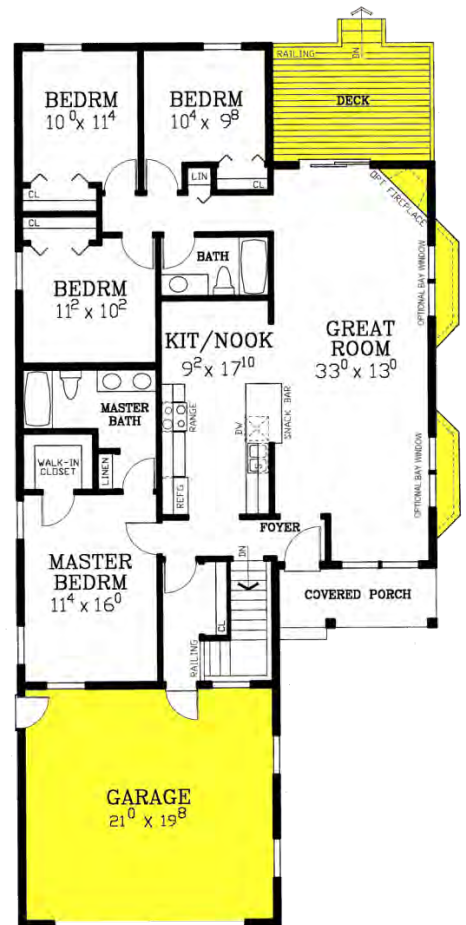 RAILING
DN
DECK
BEDRM
10⁰ x 11⁴
BEDRM
10⁴ x 9⁸
CL
LIN
CL
OPT FIREPLACE
CL
BEDRM
11² x 10²
BATH
OPTIONAL BAY WINDOW
KIT/NOOK
9² x 17¹⁰
GREAT
ROOM
33⁰ x 13⁰
MASTER
BATH
RANGE
DW
SNACK BAR
S
WALK-IN
CLOSET
LINEN
REFG
OPTIONAL BAY WINDOW
FOYER
DN
MASTER
BEDRM
11⁴ x 16⁰
CL
RAILING
COVERED PORCH
GARAGE
21⁰ x 19⁸